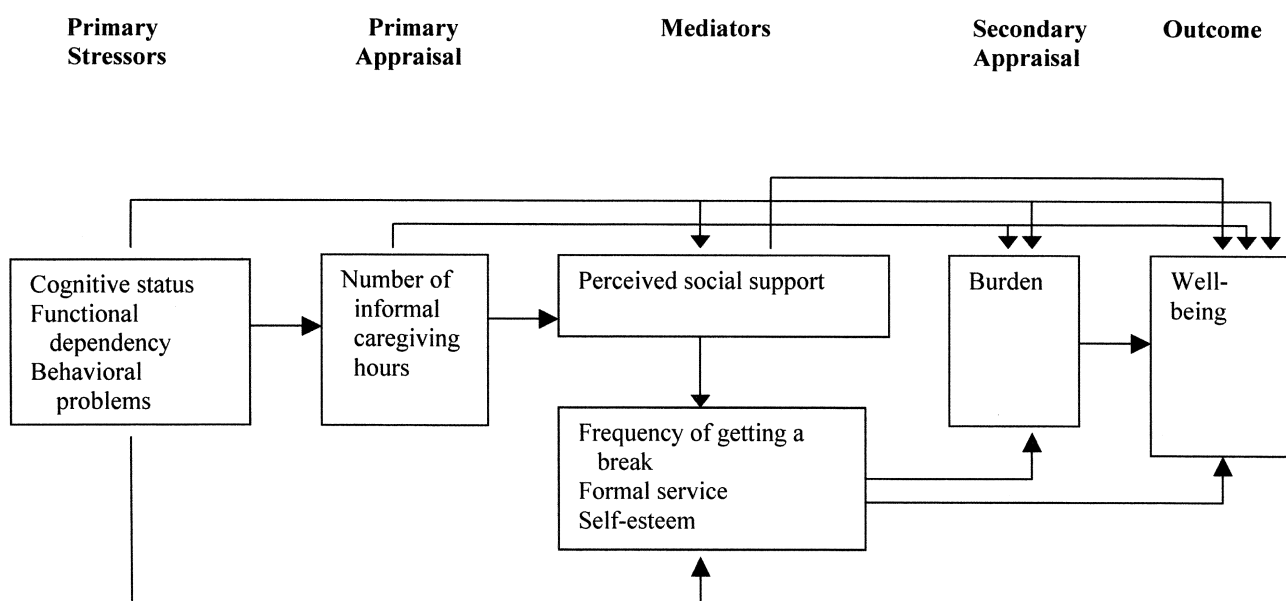 Primary
Stressors
Primary
Appraisal
Mediators
Secondary
Appraisal
Outcome
Cognitive status
Functional
dependency
Behavioral
problems
Number of
informal
caregiving
hours
Perceived social support
Frequency of getting a
break
Formal service
Self-esteem
Burden
Well-
being